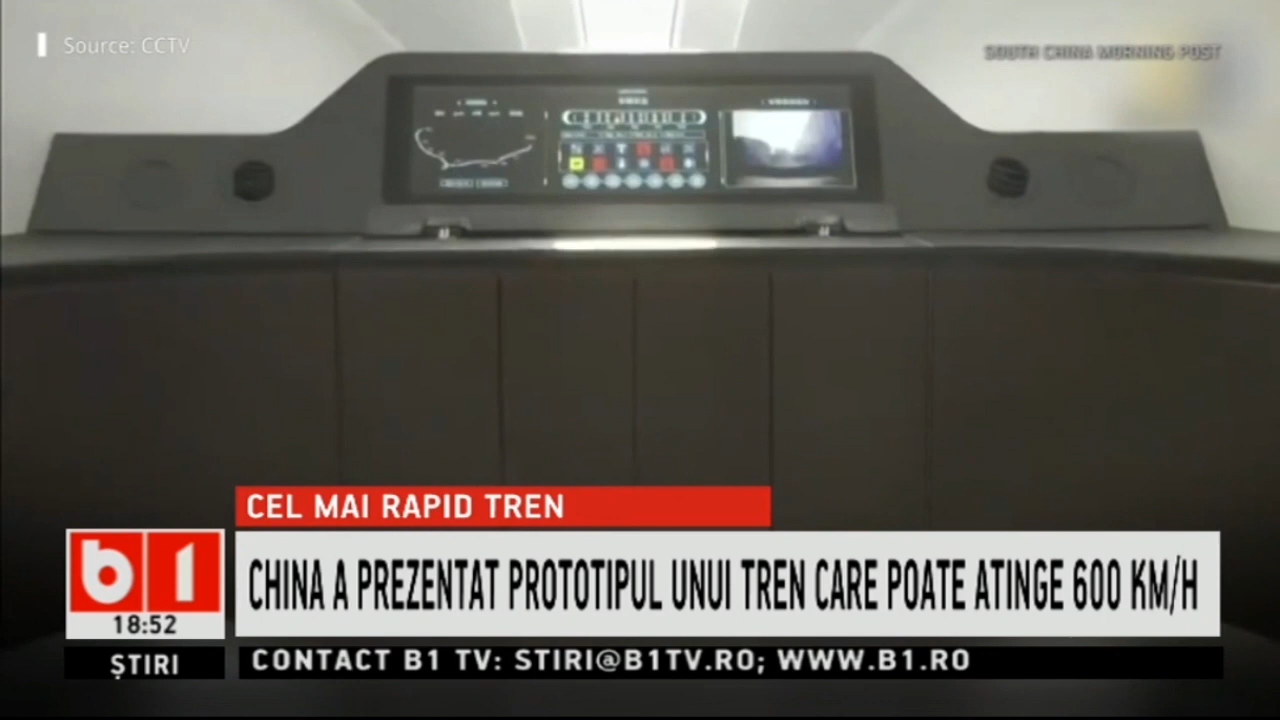 Source: CCTV
SOUTH CHINA MORNING POST
CEL MAI RAPID TREN
CHINA A PREZENTAT PROTOTIPUL UNUI TREN CARE POATE ATINGE 600 KM/H
b1
18:52
ȘTIRI
CONTACT B1 TV: STIRI@B1TV.RO; WWW.B1.RO